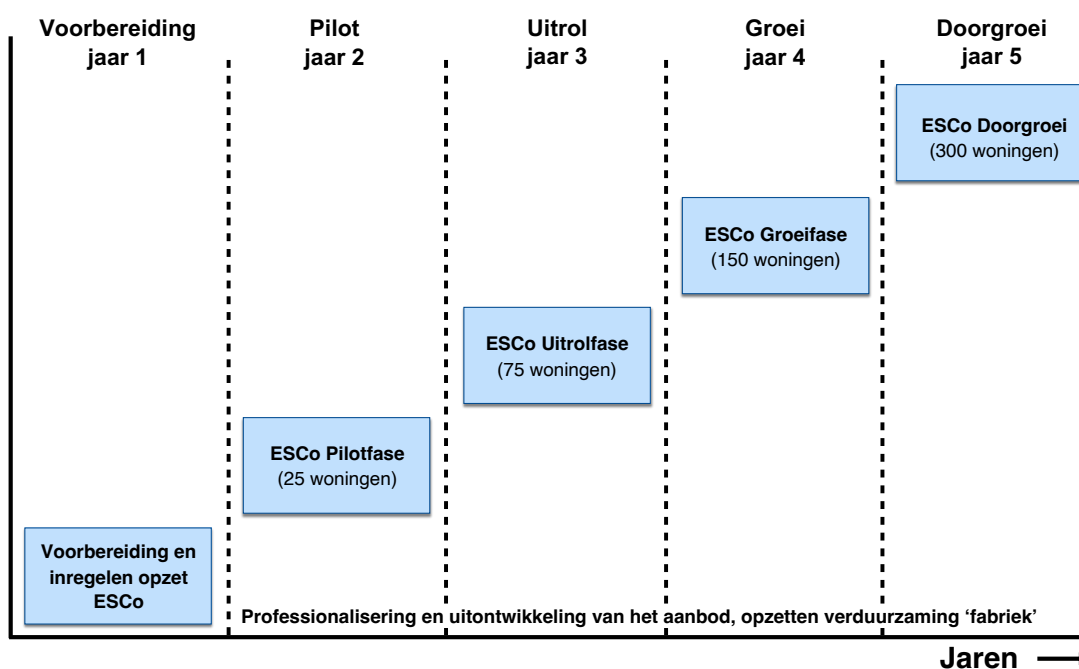 Voorbereiding
jaar 1
Pilot
jaar 2
Uitrol
jaar 3
Groei
jaar 4
Doorgroei
jaar 5
ESCo Doorgroei
(300 woningen)
ESCo Groeifase
(150 woningen)
ESCo Uitrolfase
(75 woningen)
ESCo Pilotfase
(25 woningen)
Voorbereiding en
inregelen opzet
ESCo
Professionalisering en uitontwikkeling van het aanbod, opzetten verduurzaming ‘fabriek’
Jaren